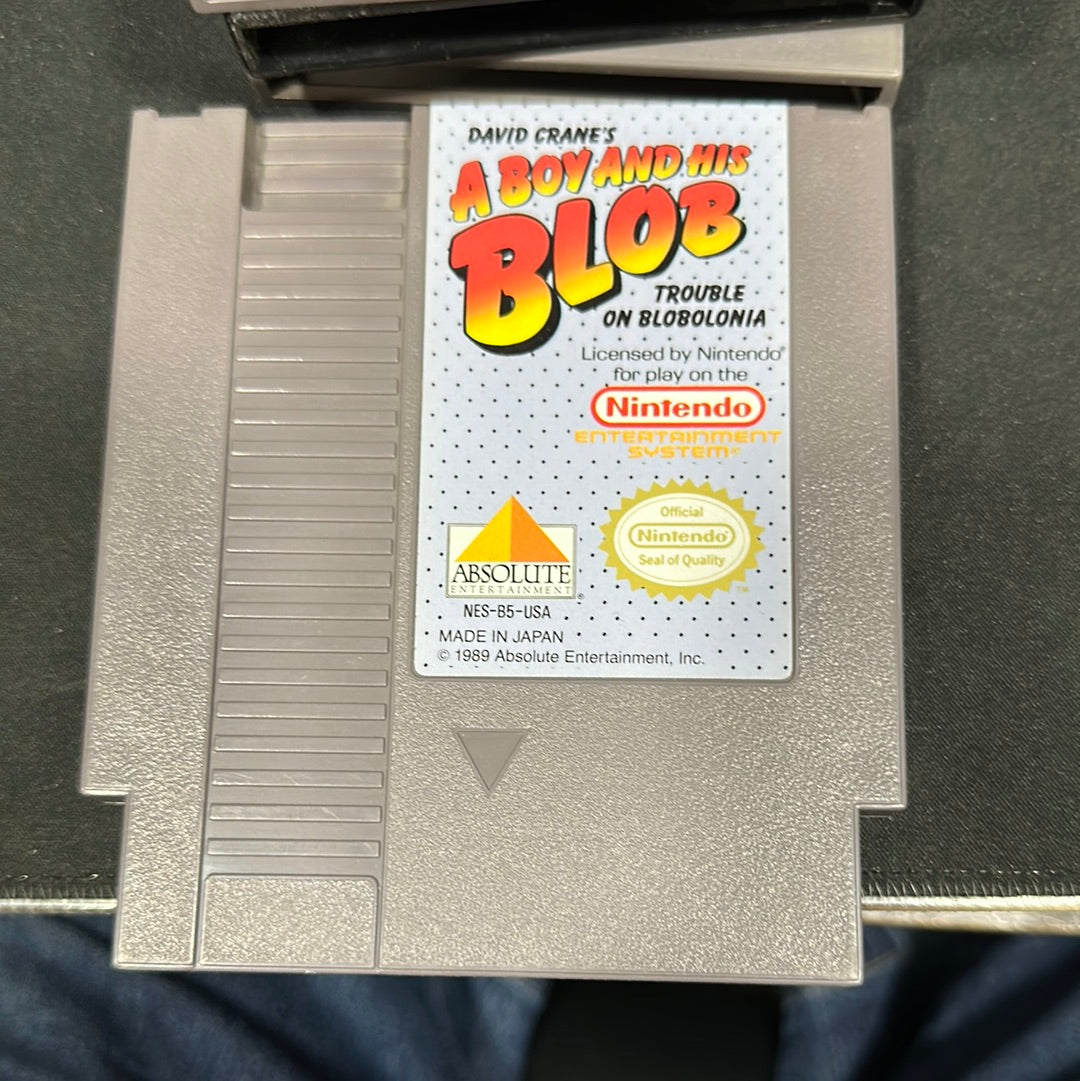 DAVID CRANE'S
A BOY AND HIS
BLOB
TROUBLE
ON BLOBOLONIA
Licensed by Nintendo®
for play on the
Nintendo®
ENTERTAINMENT
SYSTEM®
Official
Nintendo®
Seal of Quality
TM
ABSOLUTE
ENTERTAINMENT®
NES-B5-USA
MADE IN JAPAN
© 1989 Absolute Entertainment, Inc.